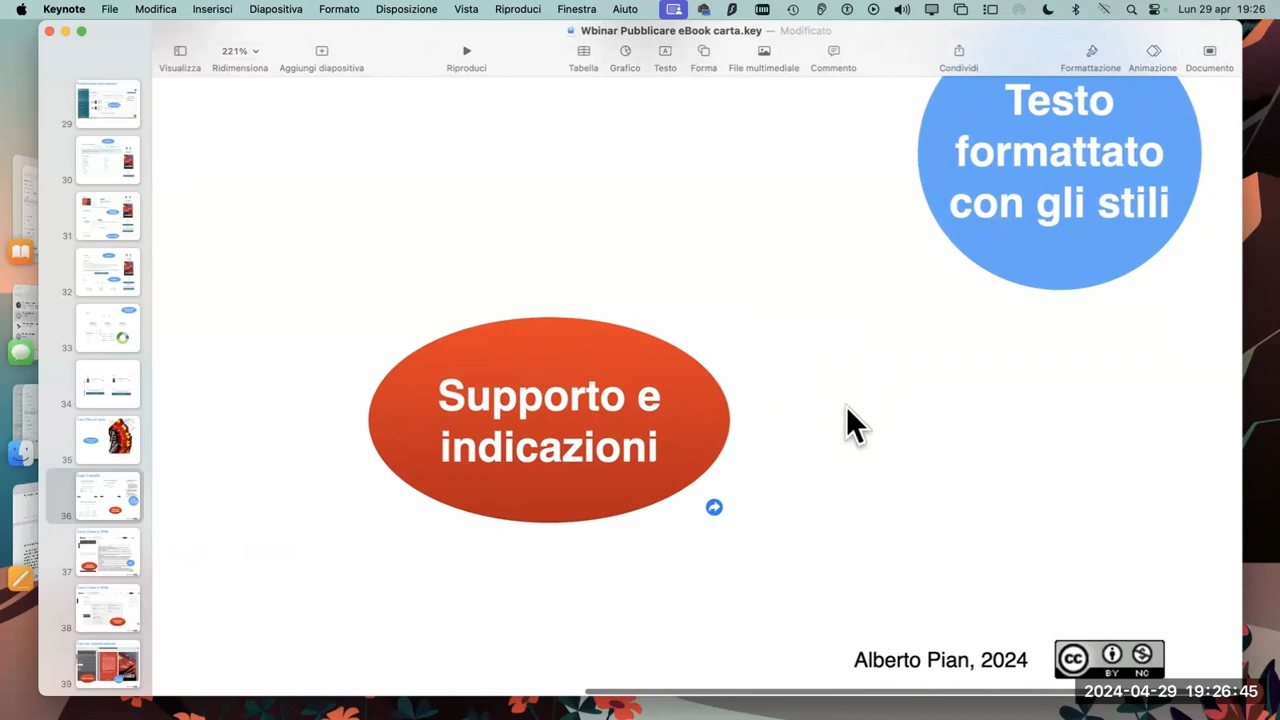 Keynote File Modifica Inserisci Diapositiva Formato Disposizione Vista Riproduci Finestra Aiuto Lun 29 apr 19:26
Wbinar Pubblicare eBook carta.key — Modificato
221%
Visualizza Ridimensiona Aggiungi diapositiva Riproduci Tabella Grafico Testo Forma File multimediale Commento Condividi Formattazione Animazione Documento
Testo
formattato
con gli stili
Supporto e
indicazioni
29
30
31
32
33
34
35
36
37
38
39
Alberto Pian, 2024
cc
BY NC
2024-04-29 19:26:45